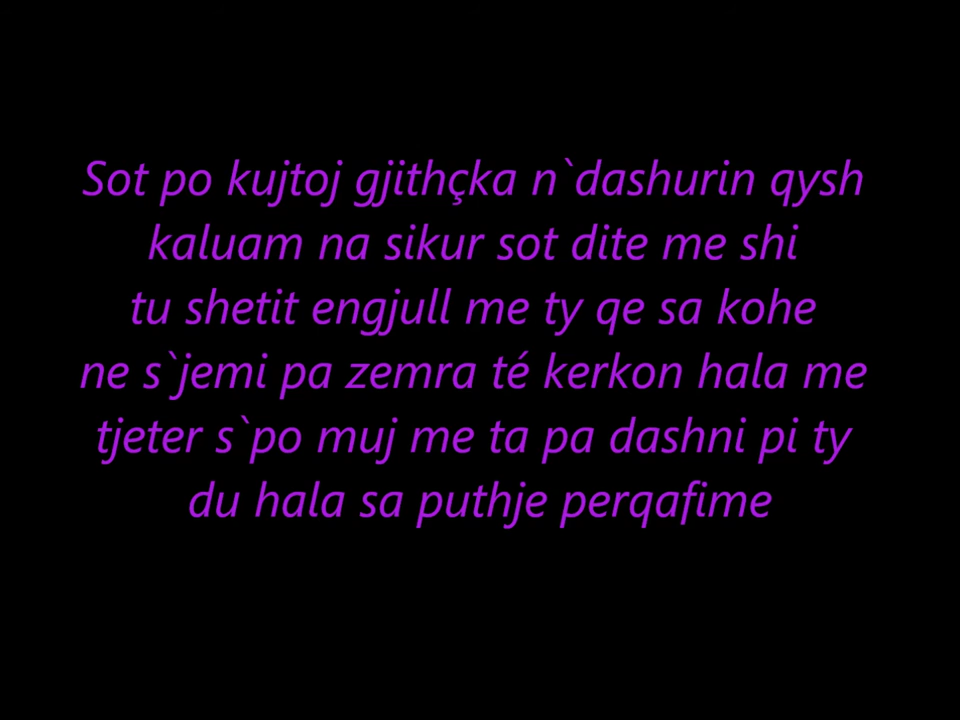 Sot po kujtoj gjithçka n`dashurin qysh
kaluam na sikur sot dite me shi
tu shetit engjull me ty qe sa kohe
ne s`jemi pa zemra té kerkon hala me
tjeter s`po muj me ta pa dashni pi ty
du hala sa puthje perqafime